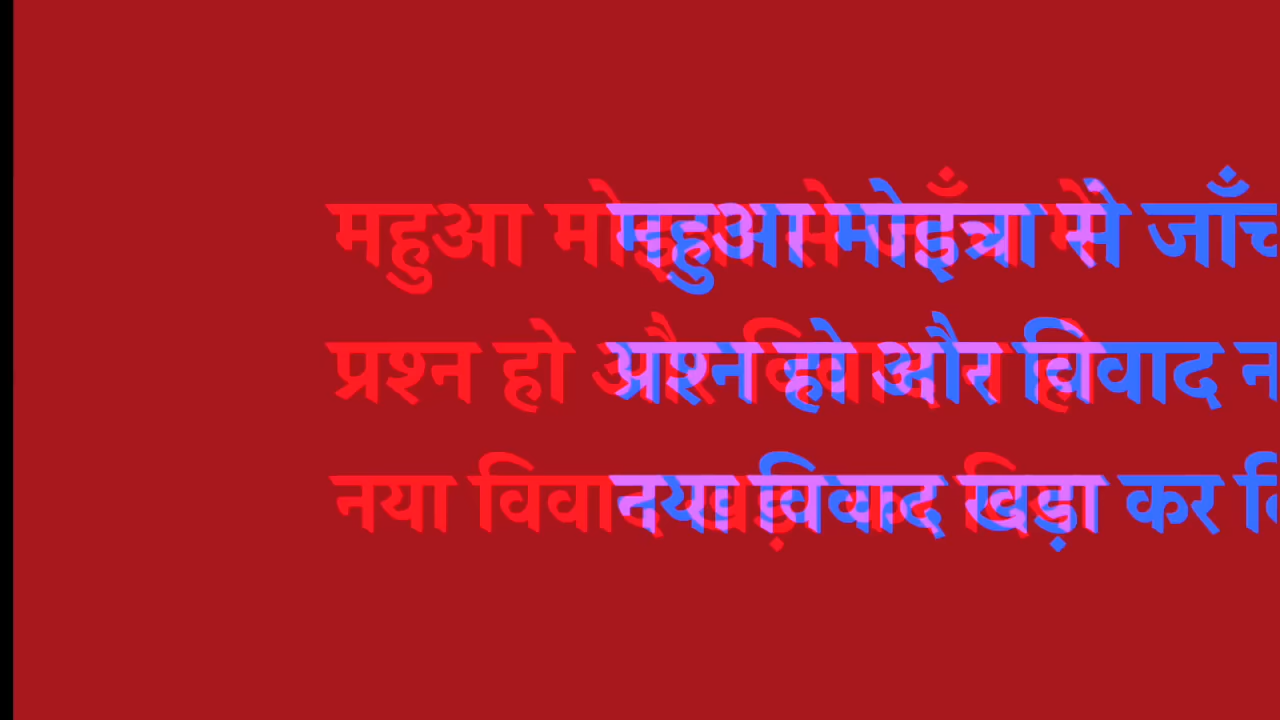 महुआ मोइत्रा से जाँच में
प्रश्न हो और विवाद न हो
नया विवाद खड़ा कर दिया